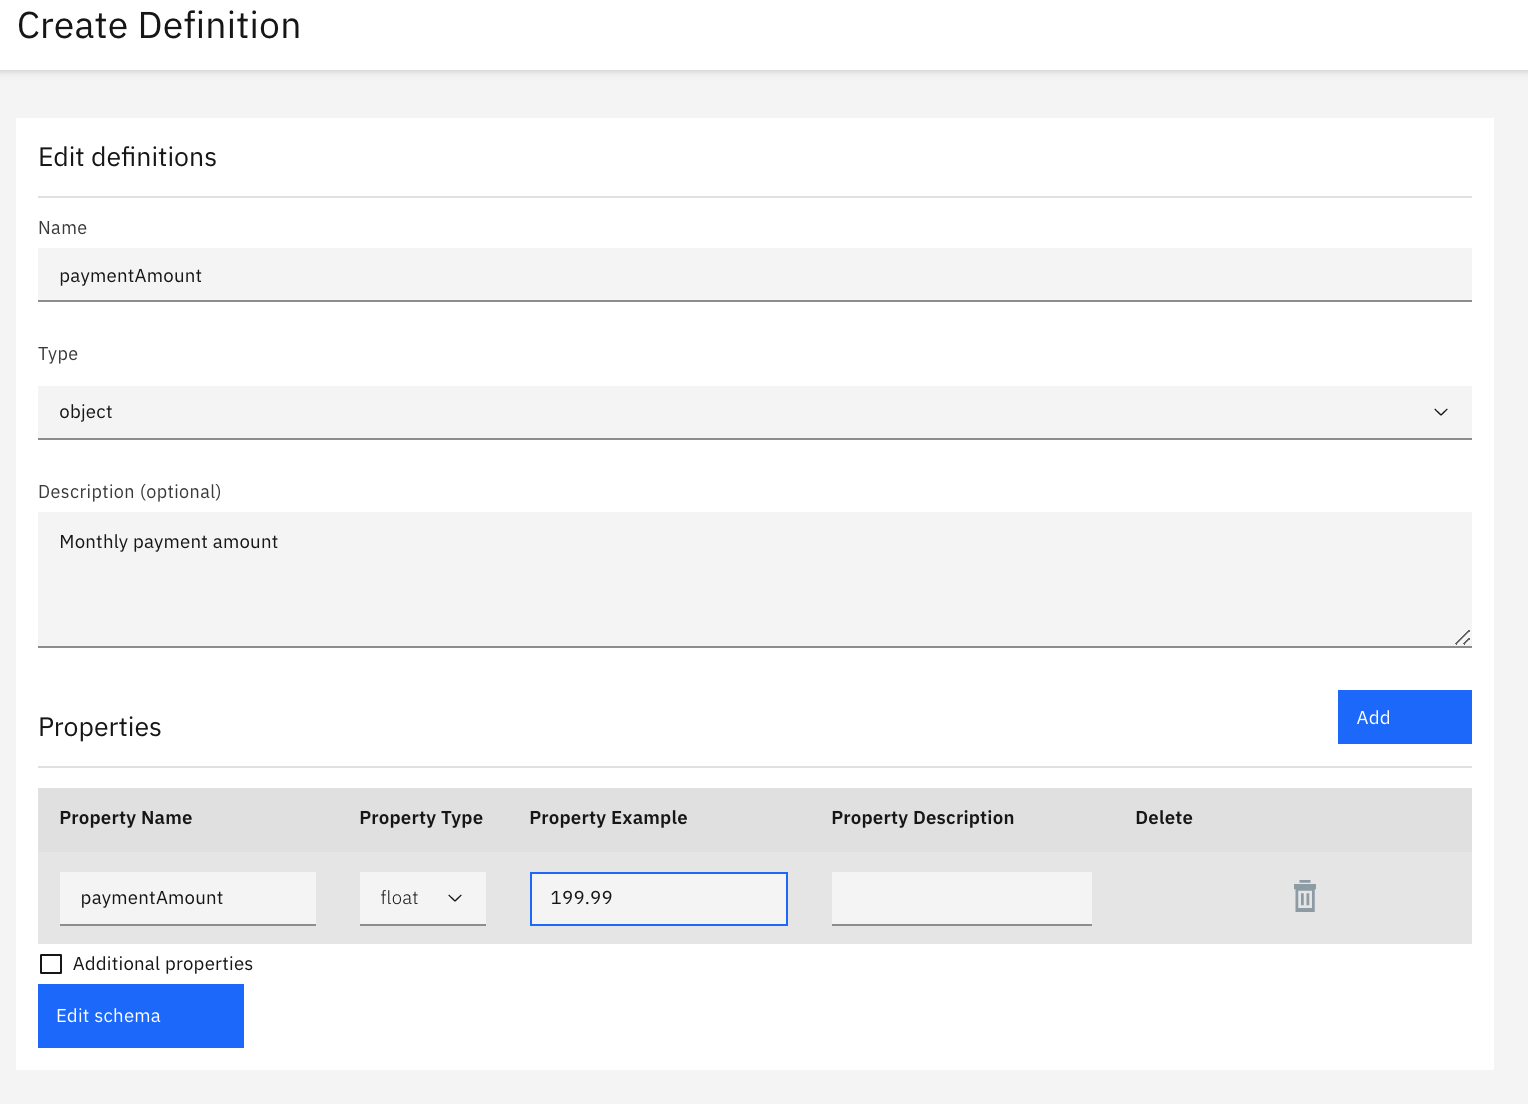 Create Definition
Edit definitions
Name
paymentAmount
Type
object
Description (optional)
Monthly payment amount
Properties
Add
Property Name Property Type Property Example Property Description Delete
paymentAmount float 199.99
Additional properties
Edit schema